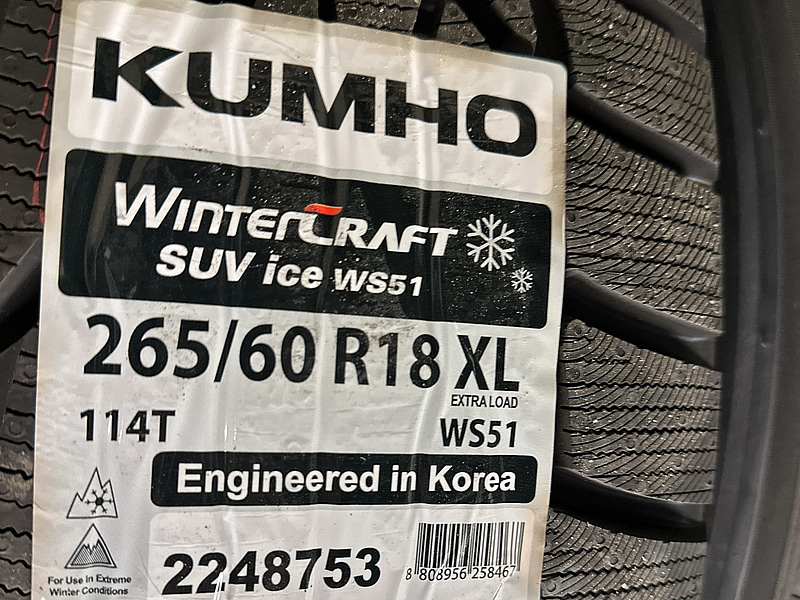 KUMHO
WINTERCRAFT
SUV ice WS51
265/60 R18 XL
EXTRA LOAD
114T
WS51
Engineered in Korea
For Use in Extreme
Winter Conditions
2248753
8 808956 258467